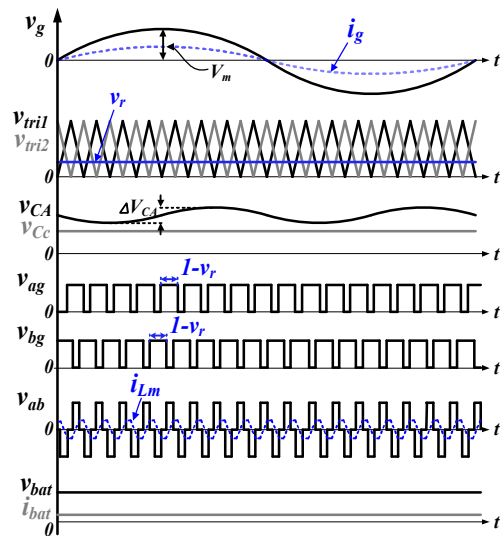 v_g
i_g
0
V_m
t
v_tri1
v_r
v_tri2
0
t
v_CA
ΔV_CA
v_Cc
0
t
1-v_r
v_ag
0
t
1-v_r
v_bg
0
t
v_ab
i_Lm
0
t
v_bat
i_bat
0
t